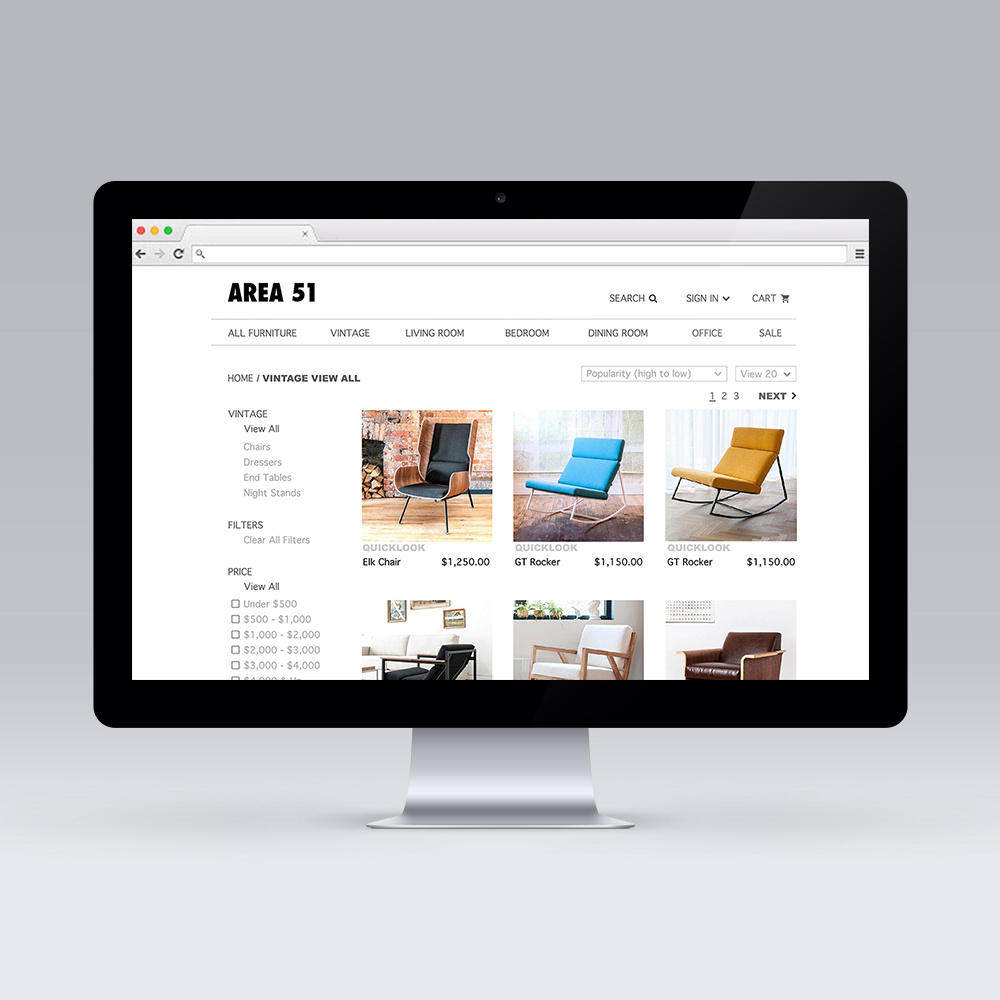 AREA 51
SEARCH
SIGN IN
CART
ALL FURNITURE VINTAGE LIVING ROOM BEDROOM DINING ROOM OFFICE SALE
HOME / VINTAGE VIEW ALL
Popularity (high to low)
View 20
1 2 3 NEXT
VINTAGE
View All
Chairs
Dressers
End Tables
Night Stands
FILTERS
Clear All Filters
PRICE
View All
Under $500
$500 - $1,000
$1,000 - $2,000
$2,000 - $3,000
$3,000 - $4,000
QUICKLOOK
Elk Chair $1,250.00
QUICKLOOK
GT Rocker $1,150.00
QUICKLOOK
GT Rocker $1,150.00